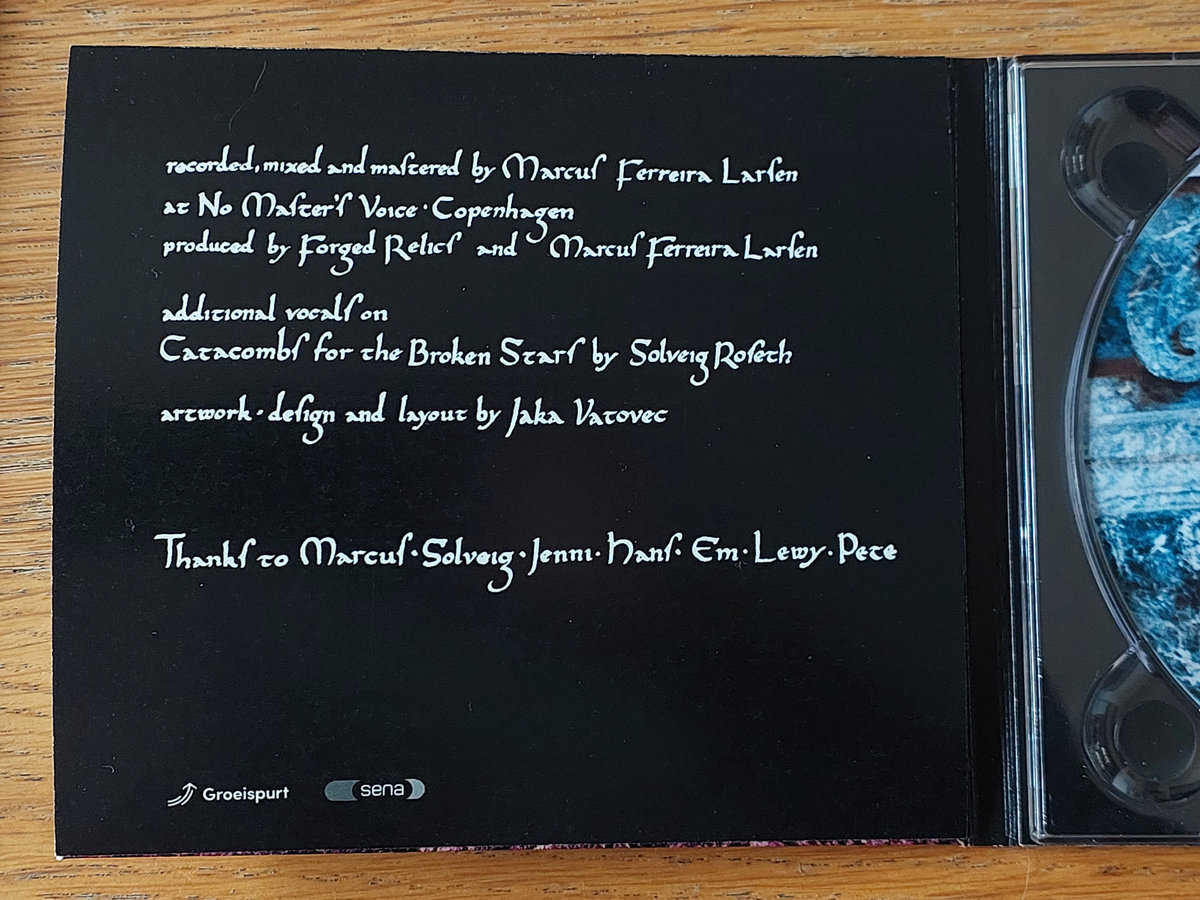 recorded, mixed and mastered by Marcus Ferreira Larsen
at No Master's Voice · Copenhagen
produced by Forged Relics and Marcus Ferreira Larsen
additional vocals on
Catacombs for the Broken Stars by Solveig Roseth
artwork · design and layout by Jaka Vatovec
Thanks to Marcus · Solveig · Jenni · Hans · Em · Lewy · Pete
Groeispurt
sena